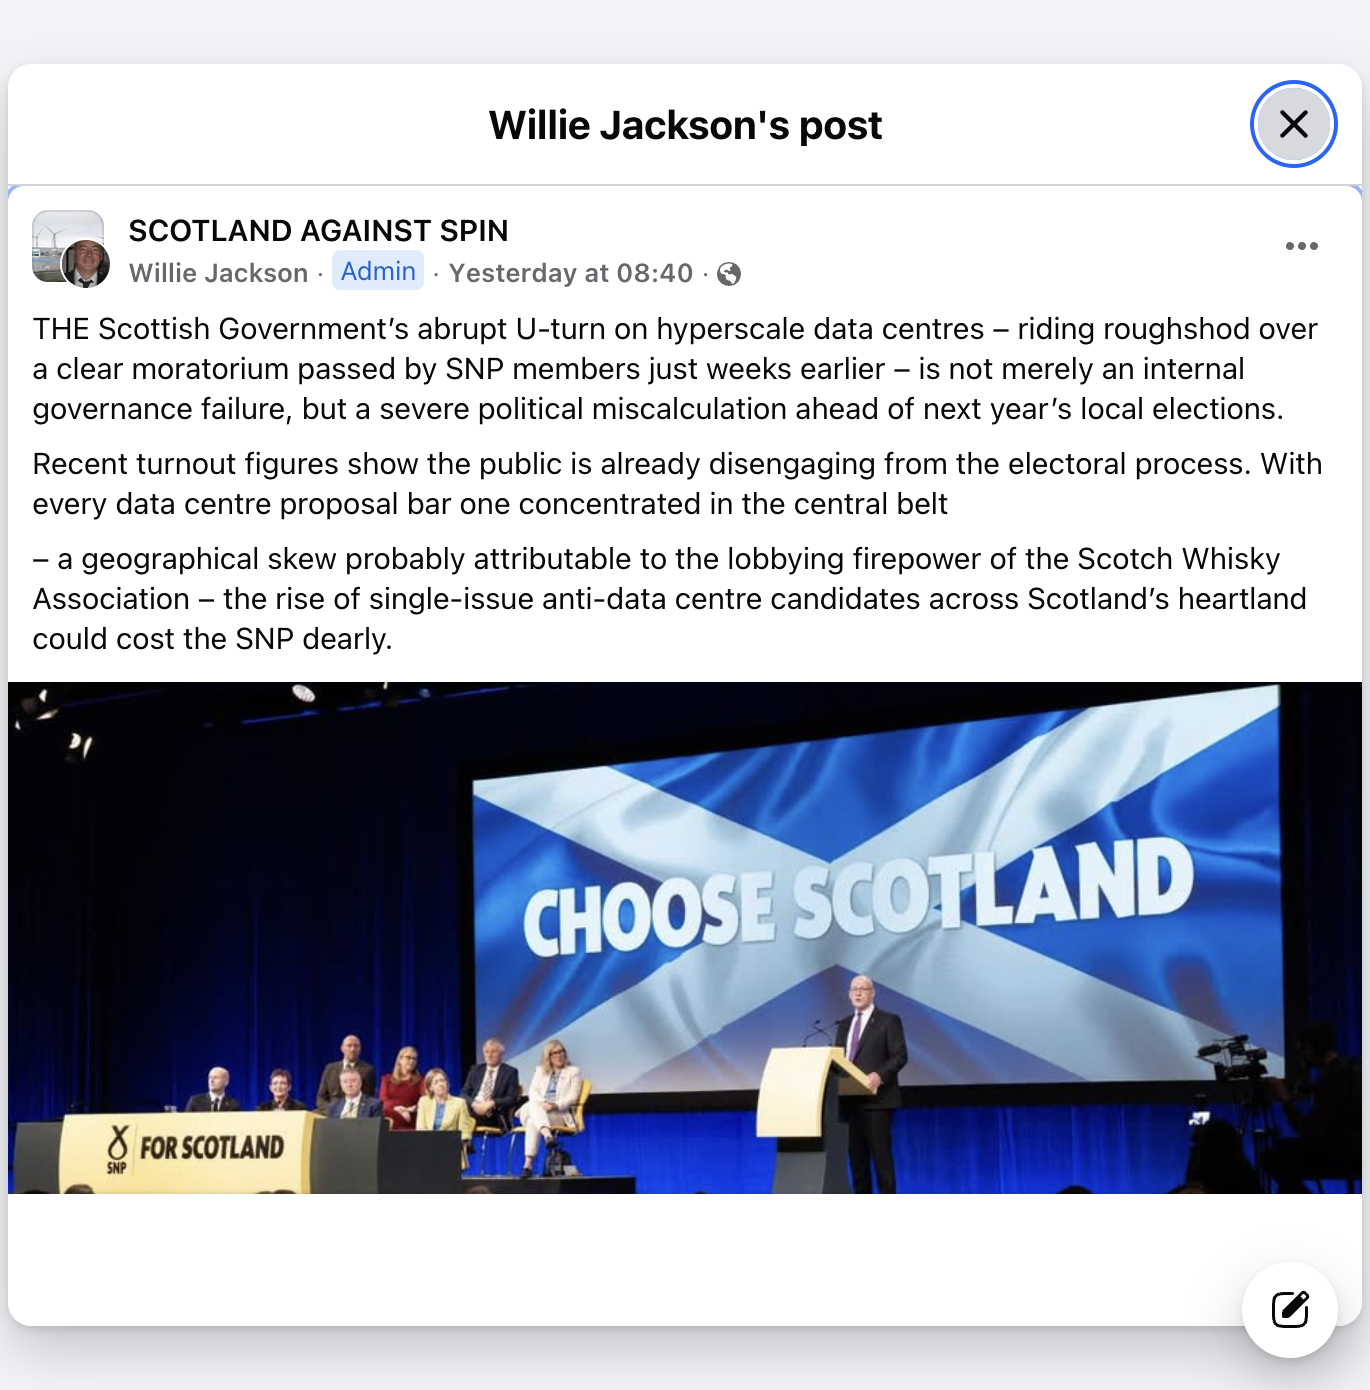 Willie Jackson's post
SCOTLAND AGAINST SPIN
Willie Jackson · Admin · Yesterday at 08:40 ·
THE Scottish Government’s abrupt U-turn on hyperscale data centres – riding roughshod over
a clear moratorium passed by SNP members just weeks earlier – is not merely an internal
governance failure, but a severe political miscalculation ahead of next year’s local elections.
Recent turnout figures show the public is already disengaging from the electoral process. With
every data centre proposal bar one concentrated in the central belt
– a geographical skew probably attributable to the lobbying firepower of the Scotch Whisky
Association – the rise of single-issue anti-data centre candidates across Scotland’s heartland
could cost the SNP dearly.
CHOOSE SCOTLAND
SNP
FOR SCOTLAND